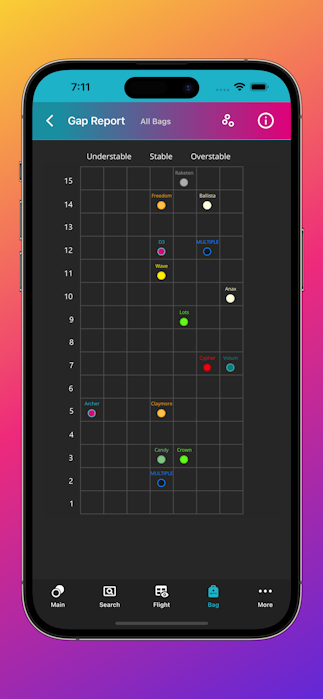 7:11
Gap Report All Bags
Understable Stable Overstable
15 Raketen
14 Freedom Ballista
13
12 D3 MULTIPLE
11 Wave
10 Anax
9 Lots
8
7 Cypher Votum
6
5 Archer Claymore
4
3 Candy Crown
2 MULTIPLE
1
Main Search Flight Bag More